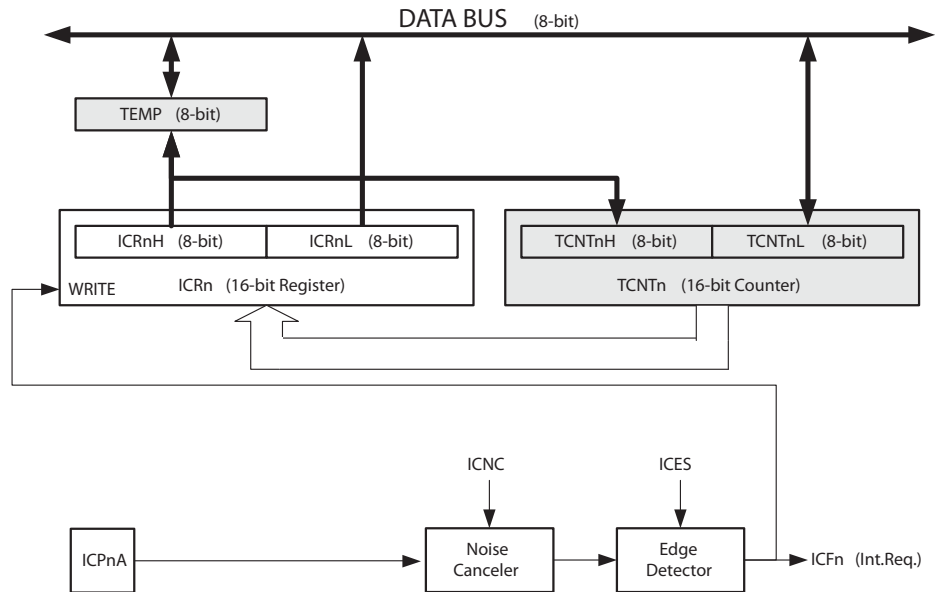 DATA BUS (8-bit)
TEMP (8-bit)
ICRnH (8-bit) ICRnL (8-bit) TCNTnH (8-bit) TCNTnL (8-bit)
WRITE ICRn (16-bit Register) TCNTn (16-bit Counter)
ICNC ICES
ICPnA
Noise
Canceler
Edge
Detector
ICFn (Int.Req.)